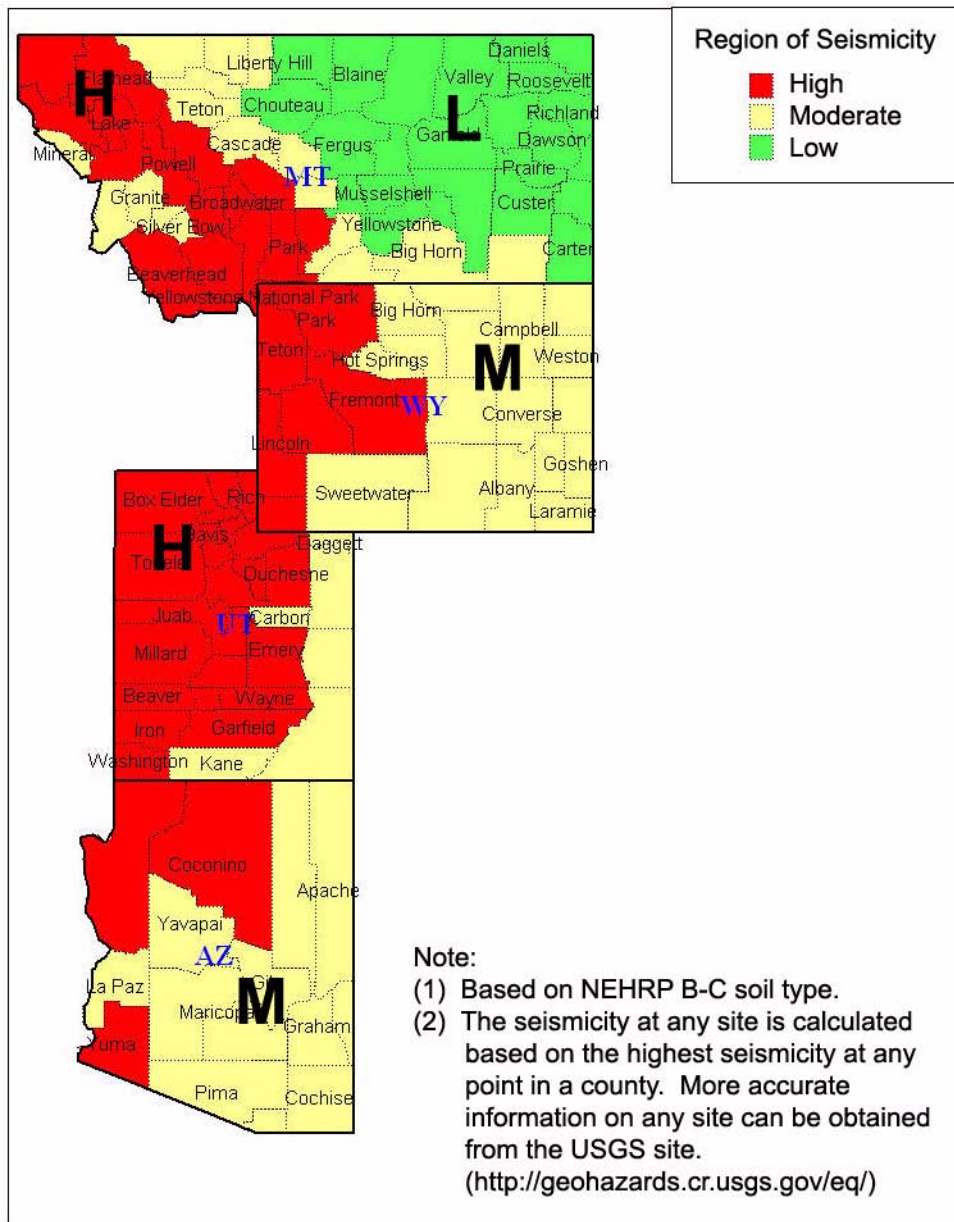 Region of Seismicity
High
Moderate
Low
Daniels
Liberty Hill
Blaine
Valley
Roosevelt
Flathead
H
Teton
Chouteau
L
Richland
Lake
Cascade
Fergus
Garfield
Dawson
Mineral
Powell
MT
Prairie
Granite
Broadwater
Musselshell
Custer
Silver Bow
Yellowstone
Park
Big Horn
Carter
Beaverhead
Yellowstone National Park
Park
Big Horn
Campbell
Teton
Hot Springs
M
Weston
Fremont
WY
Converse
Lincoln
Goshen
Sweetwater
Albany
Laramie
Box Elder
Rich
H
Davis
Daggett
Tooele
Duchesne
Juab
UT
Carbon
Millard
Emery
Beaver
Wayne
Iron
Garfield
Washington
Kane
Coconino
Apache
Yavapai
AZ
La Paz
Gila
M
Maricopa
Graham
Yuma
Pima
Cochise
Note:
(1) Based on NEHRP B-C soil type.
(2) The seismicity at any site is calculated
based on the highest seismicity at any
point in a county. More accurate
information on any site can be obtained
from the USGS site.
(http://geohazards.cr.usgs.gov/eq/)